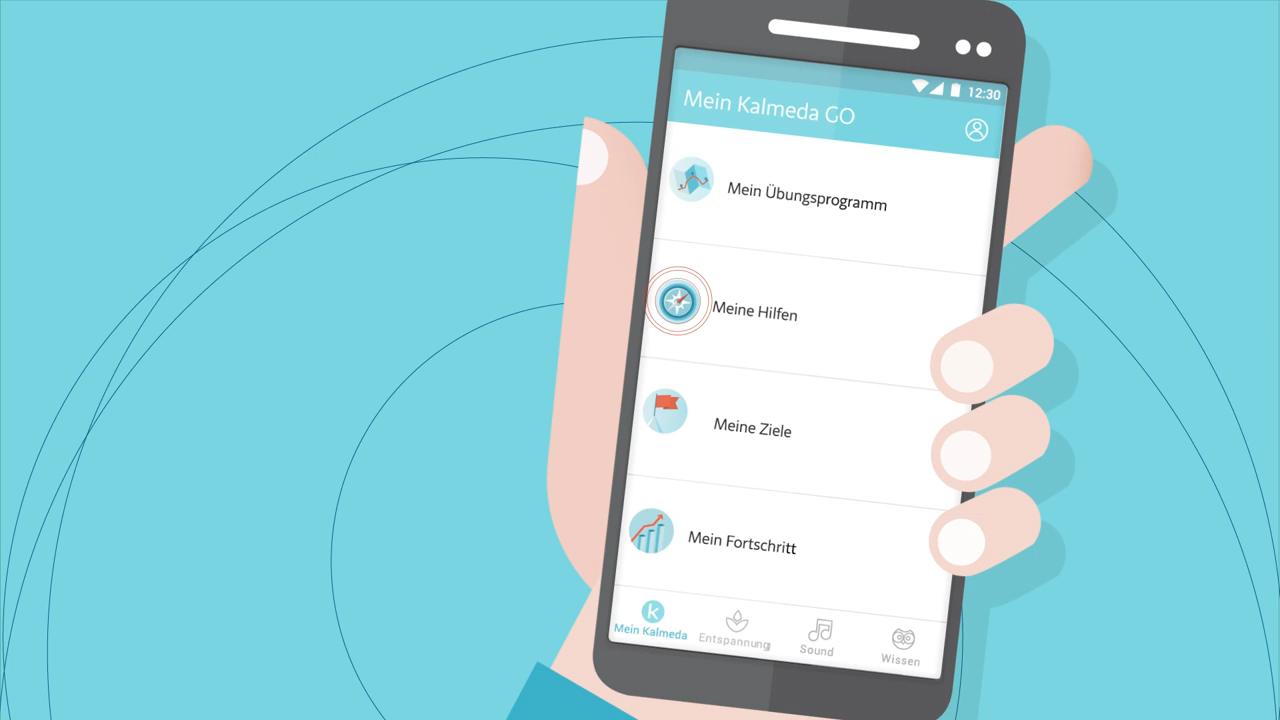 12:30
Mein Kalmeda GO
Mein Übungsprogramm
Meine Hilfen
Meine Ziele
Mein Fortschritt
k
Mein Kalmeda
Entspannung
Sound
Wissen